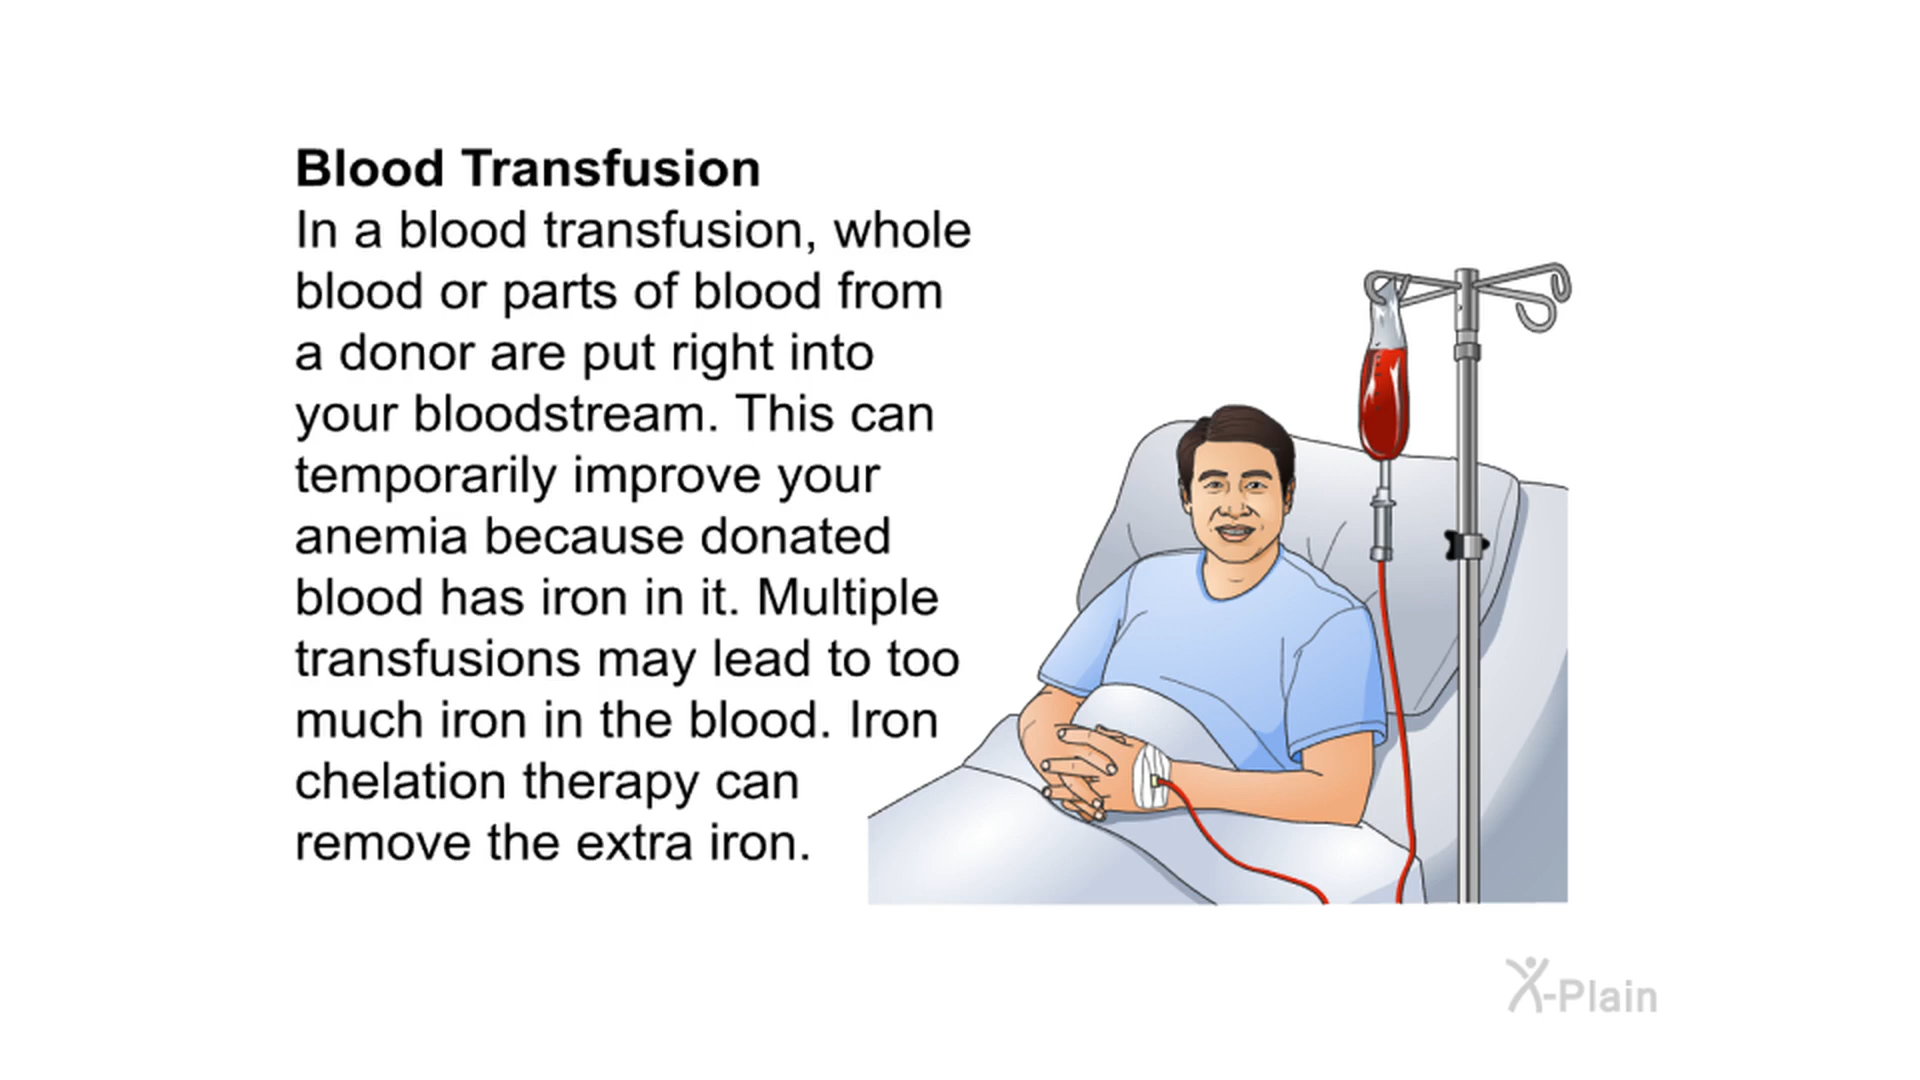 Blood Transfusion
In a blood transfusion, whole
blood or parts of blood from
a donor are put right into
your bloodstream. This can
temporarily improve your
anemia because donated
blood has iron in it. Multiple
transfusions may lead to too
much iron in the blood. Iron
chelation therapy can
remove the extra iron.
X-Plain